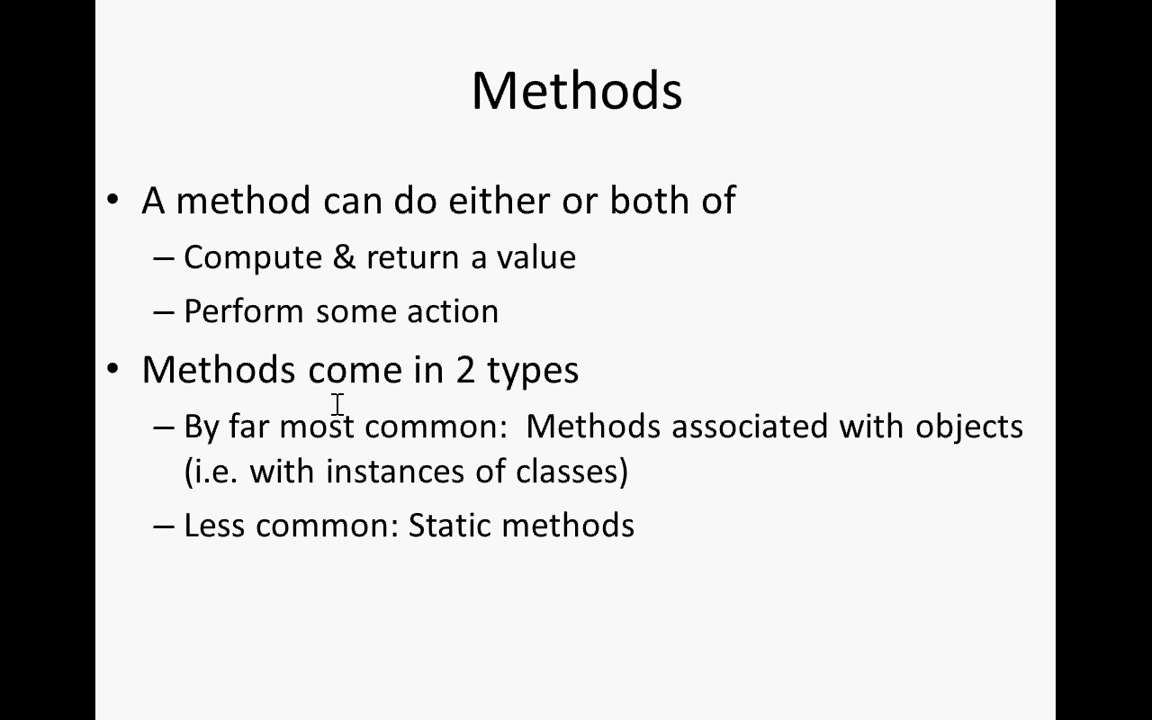 Methods
• A method can do either or both of
– Compute & return a value
– Perform some action
• Methods come in 2 types
– By far most common:  Methods associated with objects
(i.e. with instances of classes)
– Less common: Static methods